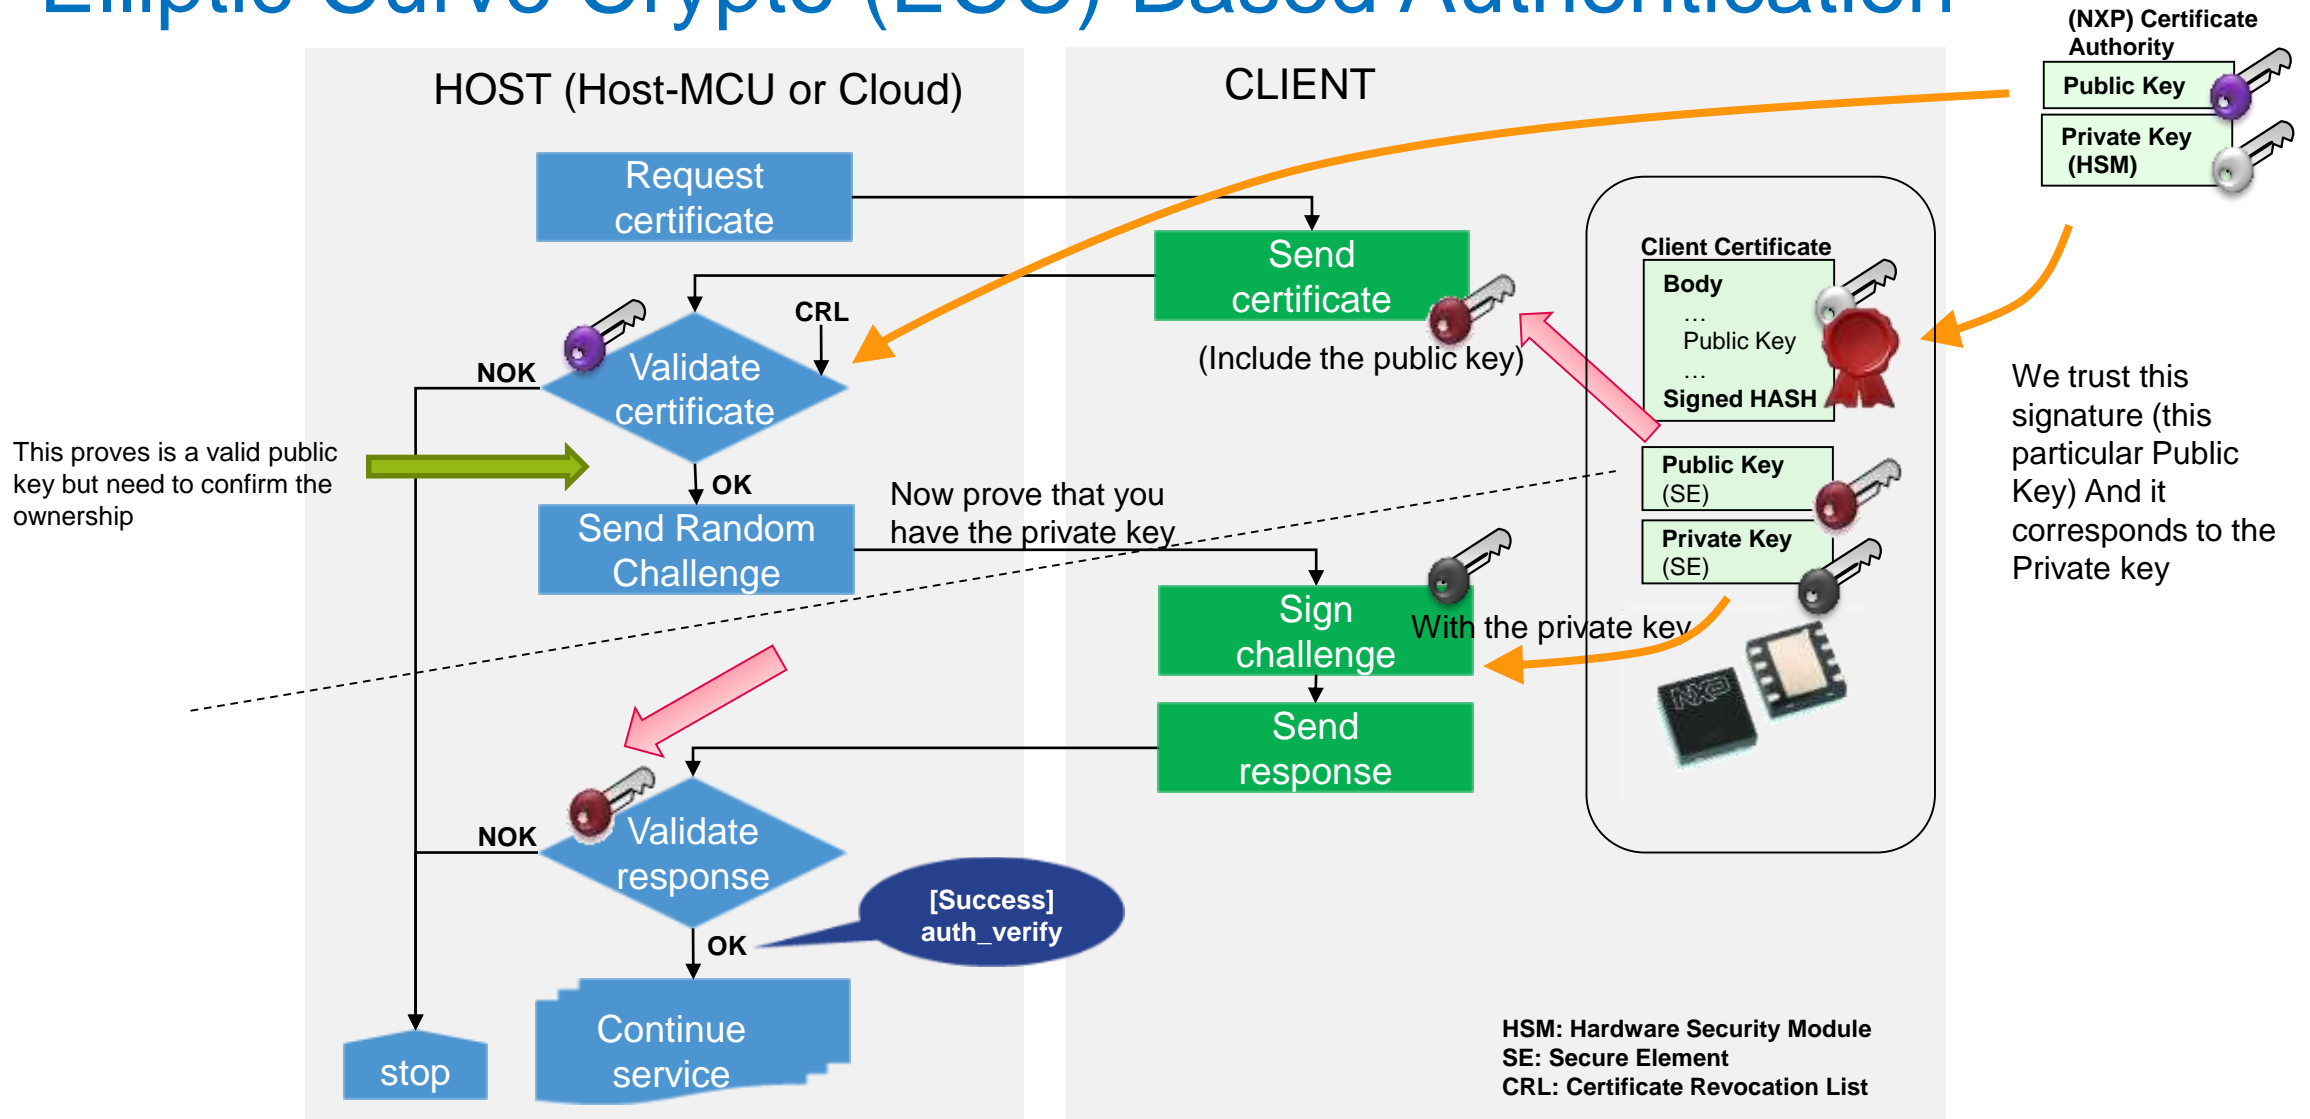 Elliptic Curve Crypto (ECC) Based Authentication
(NXP) Certificate
Authority
Public Key
Private Key
(HSM)
HOST (Host-MCU or Cloud)
CLIENT
Request
certificate
Send
certificate
(Include the public key)
Client Certificate
Body
…
Public Key
…
Signed HASH
CRL
NOK
Validate
certificate
We trust this
signature (this
particular Public
Key) And it
corresponds to the
Private key
This proves is a valid public
key but need to confirm the
ownership
OK
Public Key
(SE)
Private Key
(SE)
Now prove that you
have the private key
Send Random
Challenge
Sign
challenge
With the private key
NXP
Send
response
NOK
Validate
response
[Success]
auth_verify
OK
Continue
service
stop
HSM: Hardware Security Module
SE: Secure Element
CRL: Certificate Revocation List